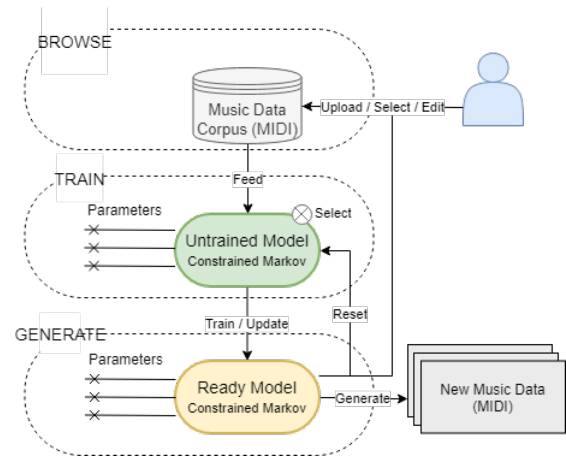 BROWSE
Music Data
Corpus (MIDI)
Upload / Select / Edit
Feed
TRAIN
Parameters
Select
Untrained Model
Constrained Markov
Train / Update
Reset
GENERATE
Parameters
Ready Model
Constrained Markov
Generate
New Music Data
(MIDI)